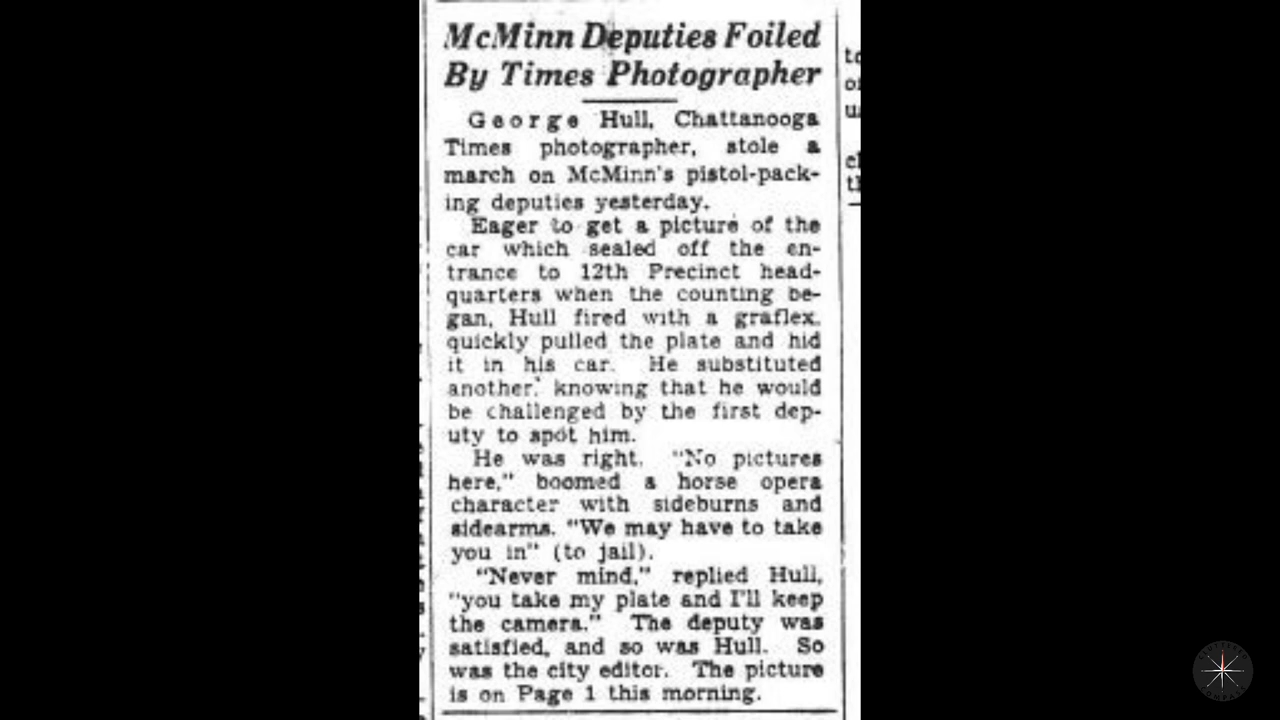 McMinn Deputies Foiled
By Times Photographer
George Hull, Chattanooga
Times photographer, stole a
march on McMinn's pistol-pack-
ing deputies yesterday.
Eager to get a picture of the
car which sealed off the en-
trance to 12th Precinct head-
quarters when the counting be-
gan, Hull fired with a graflex,
quickly pulled the plate and hid
it in his car. He substituted
another, knowing that he would
be challenged by the first dep-
uty to spot him.
He was right. "No pictures
here," boomed a horse opera
character with sideburns and
sidearms. "We may have to take
you in" (to jail).
"Never mind," replied Hull,
"you take my plate and I'll keep
the camera." The deputy was
satisfied, and so was Hull. So
was the city editor. The picture
is on Page 1 this morning.